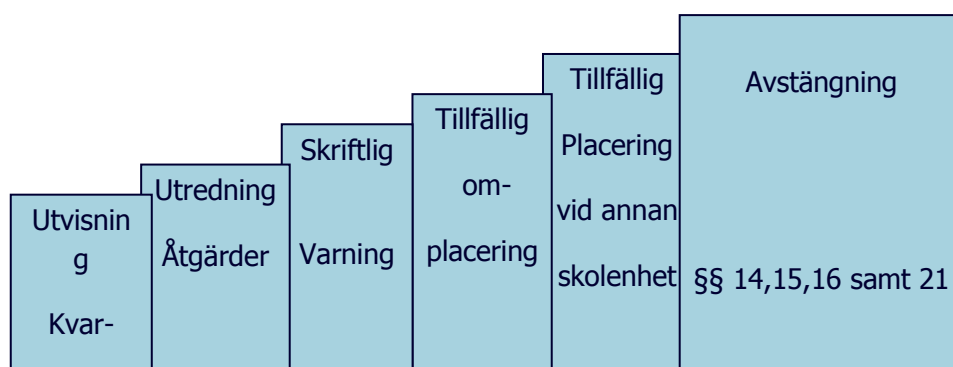 Utvisnin
g
Kvar-
Utredning
Åtgärder
Skriftlig
Varning
Tillfällig
om-
placering
Tillfällig
Placering
vid annan
skolenhet
Avstängning
§§ 14,15,16 samt 21